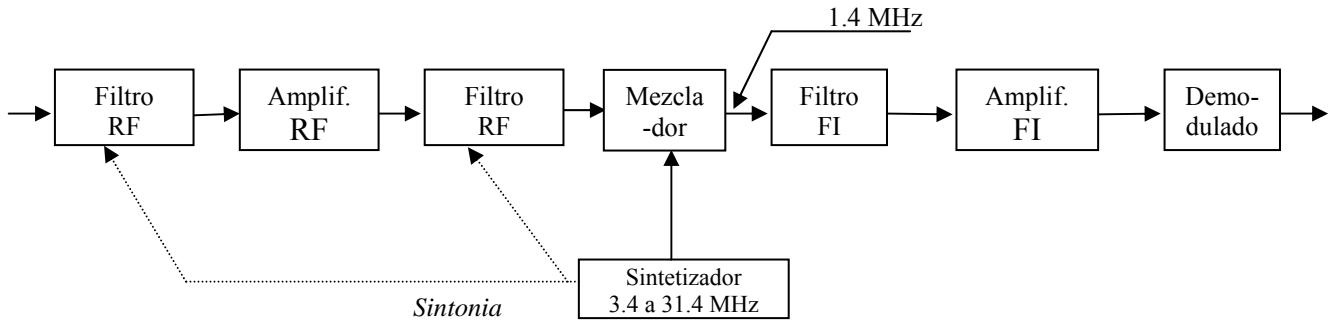 1.4 MHz
Filtro
RF
Amplif.
RF
Filtro
RF
Mezcla
-dor
Filtro
FI
Amplif.
FI
Demo-
dulado
Sintetizador
3.4 a 31.4 MHz
Sintonia